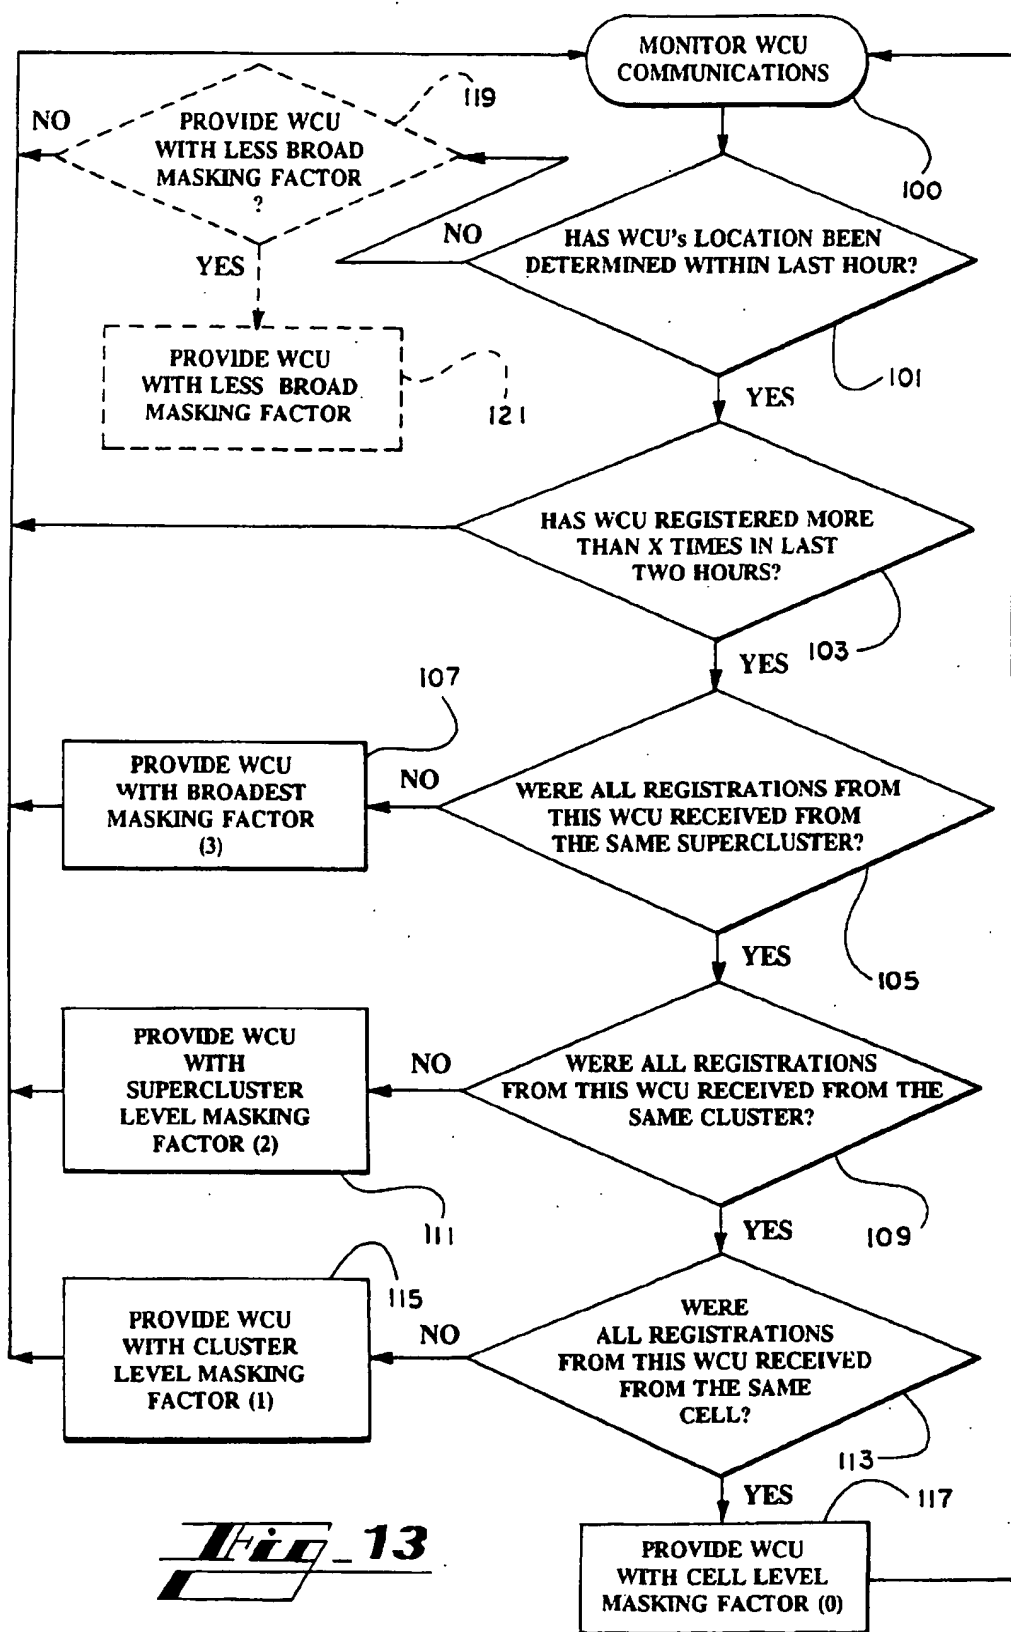 MONITOR WCU
COMMUNICATIONS
100
119
NO
PROVIDE WCU
WITH LESS BROAD
MASKING FACTOR
?
YES
NO
HAS WCU's LOCATION BEEN
DETERMINED WITHIN LAST HOUR?
101
YES
PROVIDE WCU
WITH LESS BROAD
MASKING FACTOR
121
HAS WCU REGISTERED MORE
THAN X TIMES IN LAST
TWO HOURS?
103
YES
107
PROVIDE WCU
WITH BROADEST
MASKING FACTOR
(3)
NO
WERE ALL REGISTRATIONS FROM
THIS WCU RECEIVED FROM
THE SAME SUPERCLUSTER?
105
YES
PROVIDE WCU
WITH
SUPERCLUSTER
LEVEL MASKING
FACTOR (2)
111
NO
WERE ALL REGISTRATIONS
FROM THIS WCU RECEIVED FROM THE
SAME CLUSTER?
109
YES
115
PROVIDE WCU
WITH CLUSTER
LEVEL MASKING
FACTOR (1)
NO
WERE
ALL REGISTRATIONS
FROM THIS WCU RECEIVED
FROM THE SAME
CELL?
113
YES
117
PROVIDE WCU
WITH CELL LEVEL
MASKING FACTOR (0)
Fig_13